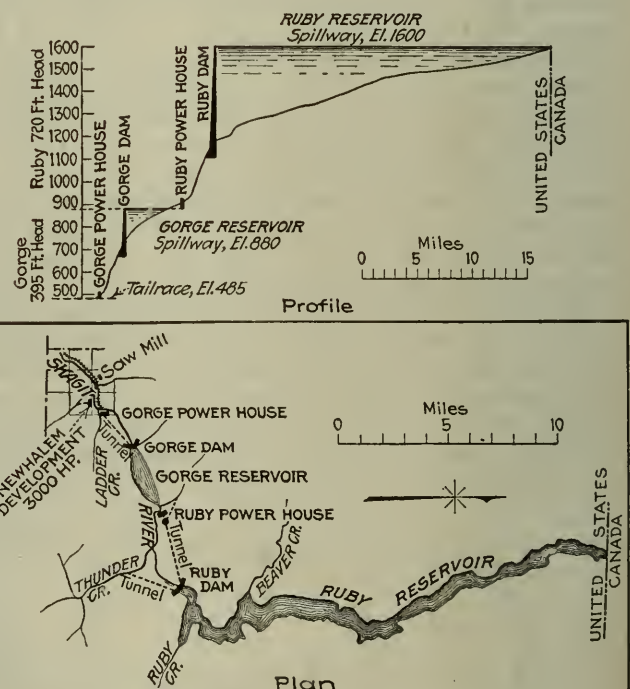 RUBY RESERVOIR
Spillway, El. 1600
1600
1500
1400
1300
1200
1100
1000
900
800
700
600
500
Ruby 720 Ft. Head
Gorge
395 Ft. Head
GORGE POWER HOUSE
GORGE DAM
RUBY POWER HOUSE
RUBY DAM
UNITED STATES
CANADA
GORGE RESERVOIR
Spillway, El. 880
Tailrace, El. 485
Miles
0 5 10 15
Profile
SKAGIT
Saw Mill
NEWHALEM
DEVELOPMENT
3000 HP.
LADDER
CR.
Tunnel
GORGE POWER HOUSE
GORGE DAM
GORGE RESERVOIR
RUBY POWER HOUSE
RIVER
Tunnel
THUNDER
CR.
Tunnel
RUBY
DAM
BEAVER CR.
RUBY
CR.
RUBY RESERVOIR
Miles
0 5 10
UNITED STATES
CANADA
Plan